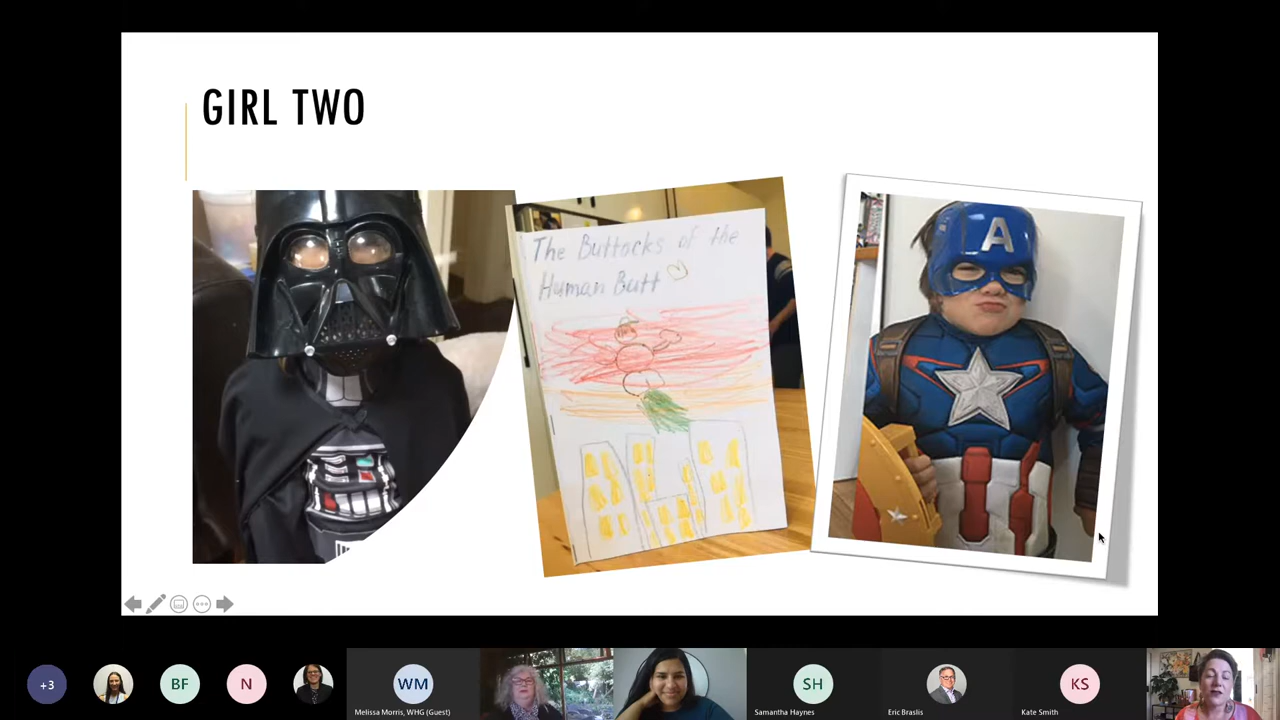 GIRL TWO
The Buttocks of the
Human Butt
A
+3
BF
N
WM
Melissa Morris, WHG (Guest)
SH
Samantha Haynes
Eric Braslis
KS
Kate Smith